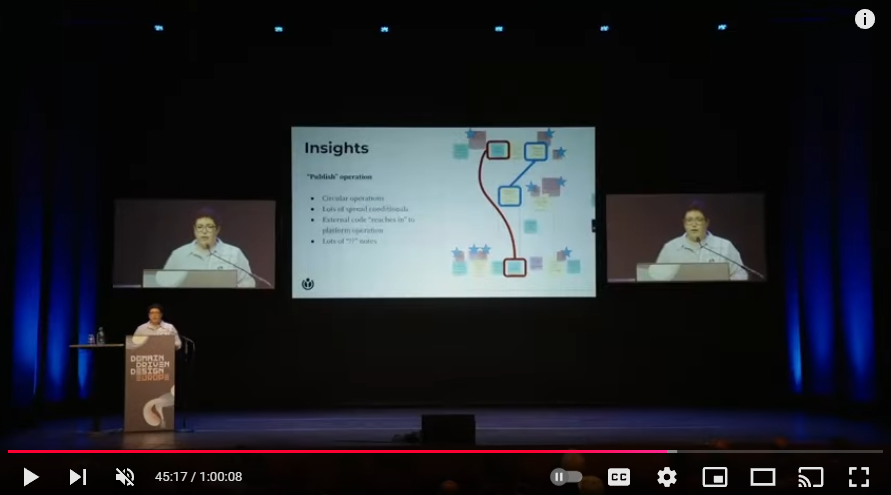 Insights
"Publish" operation
Circular operations
Lots of spread conditionals
External code "reaches in" to
platform operation
Lots of "!!" notes
DOMAIN
DRIVEN
DESIGN
EUROPE
45:17 / 1:00:08
CC